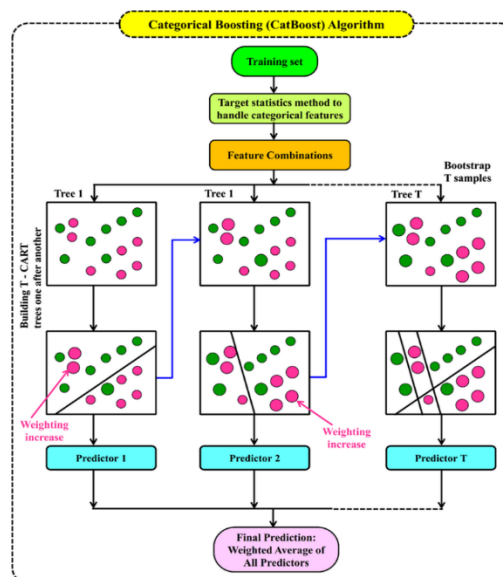 Categorical Boosting (CatBoost) Algorithm
Training set
Target statistics method to
handle categorical features
Feature Combinations
Bootstrap
T samples
Tree 1
Tree 1
Tree T
Building T - CART
trees one after another
Weighting
increase
Weighting
increase
Predictor 1
Predictor 2
Predictor T
Final Prediction:
Weighted Average of
All Predictors